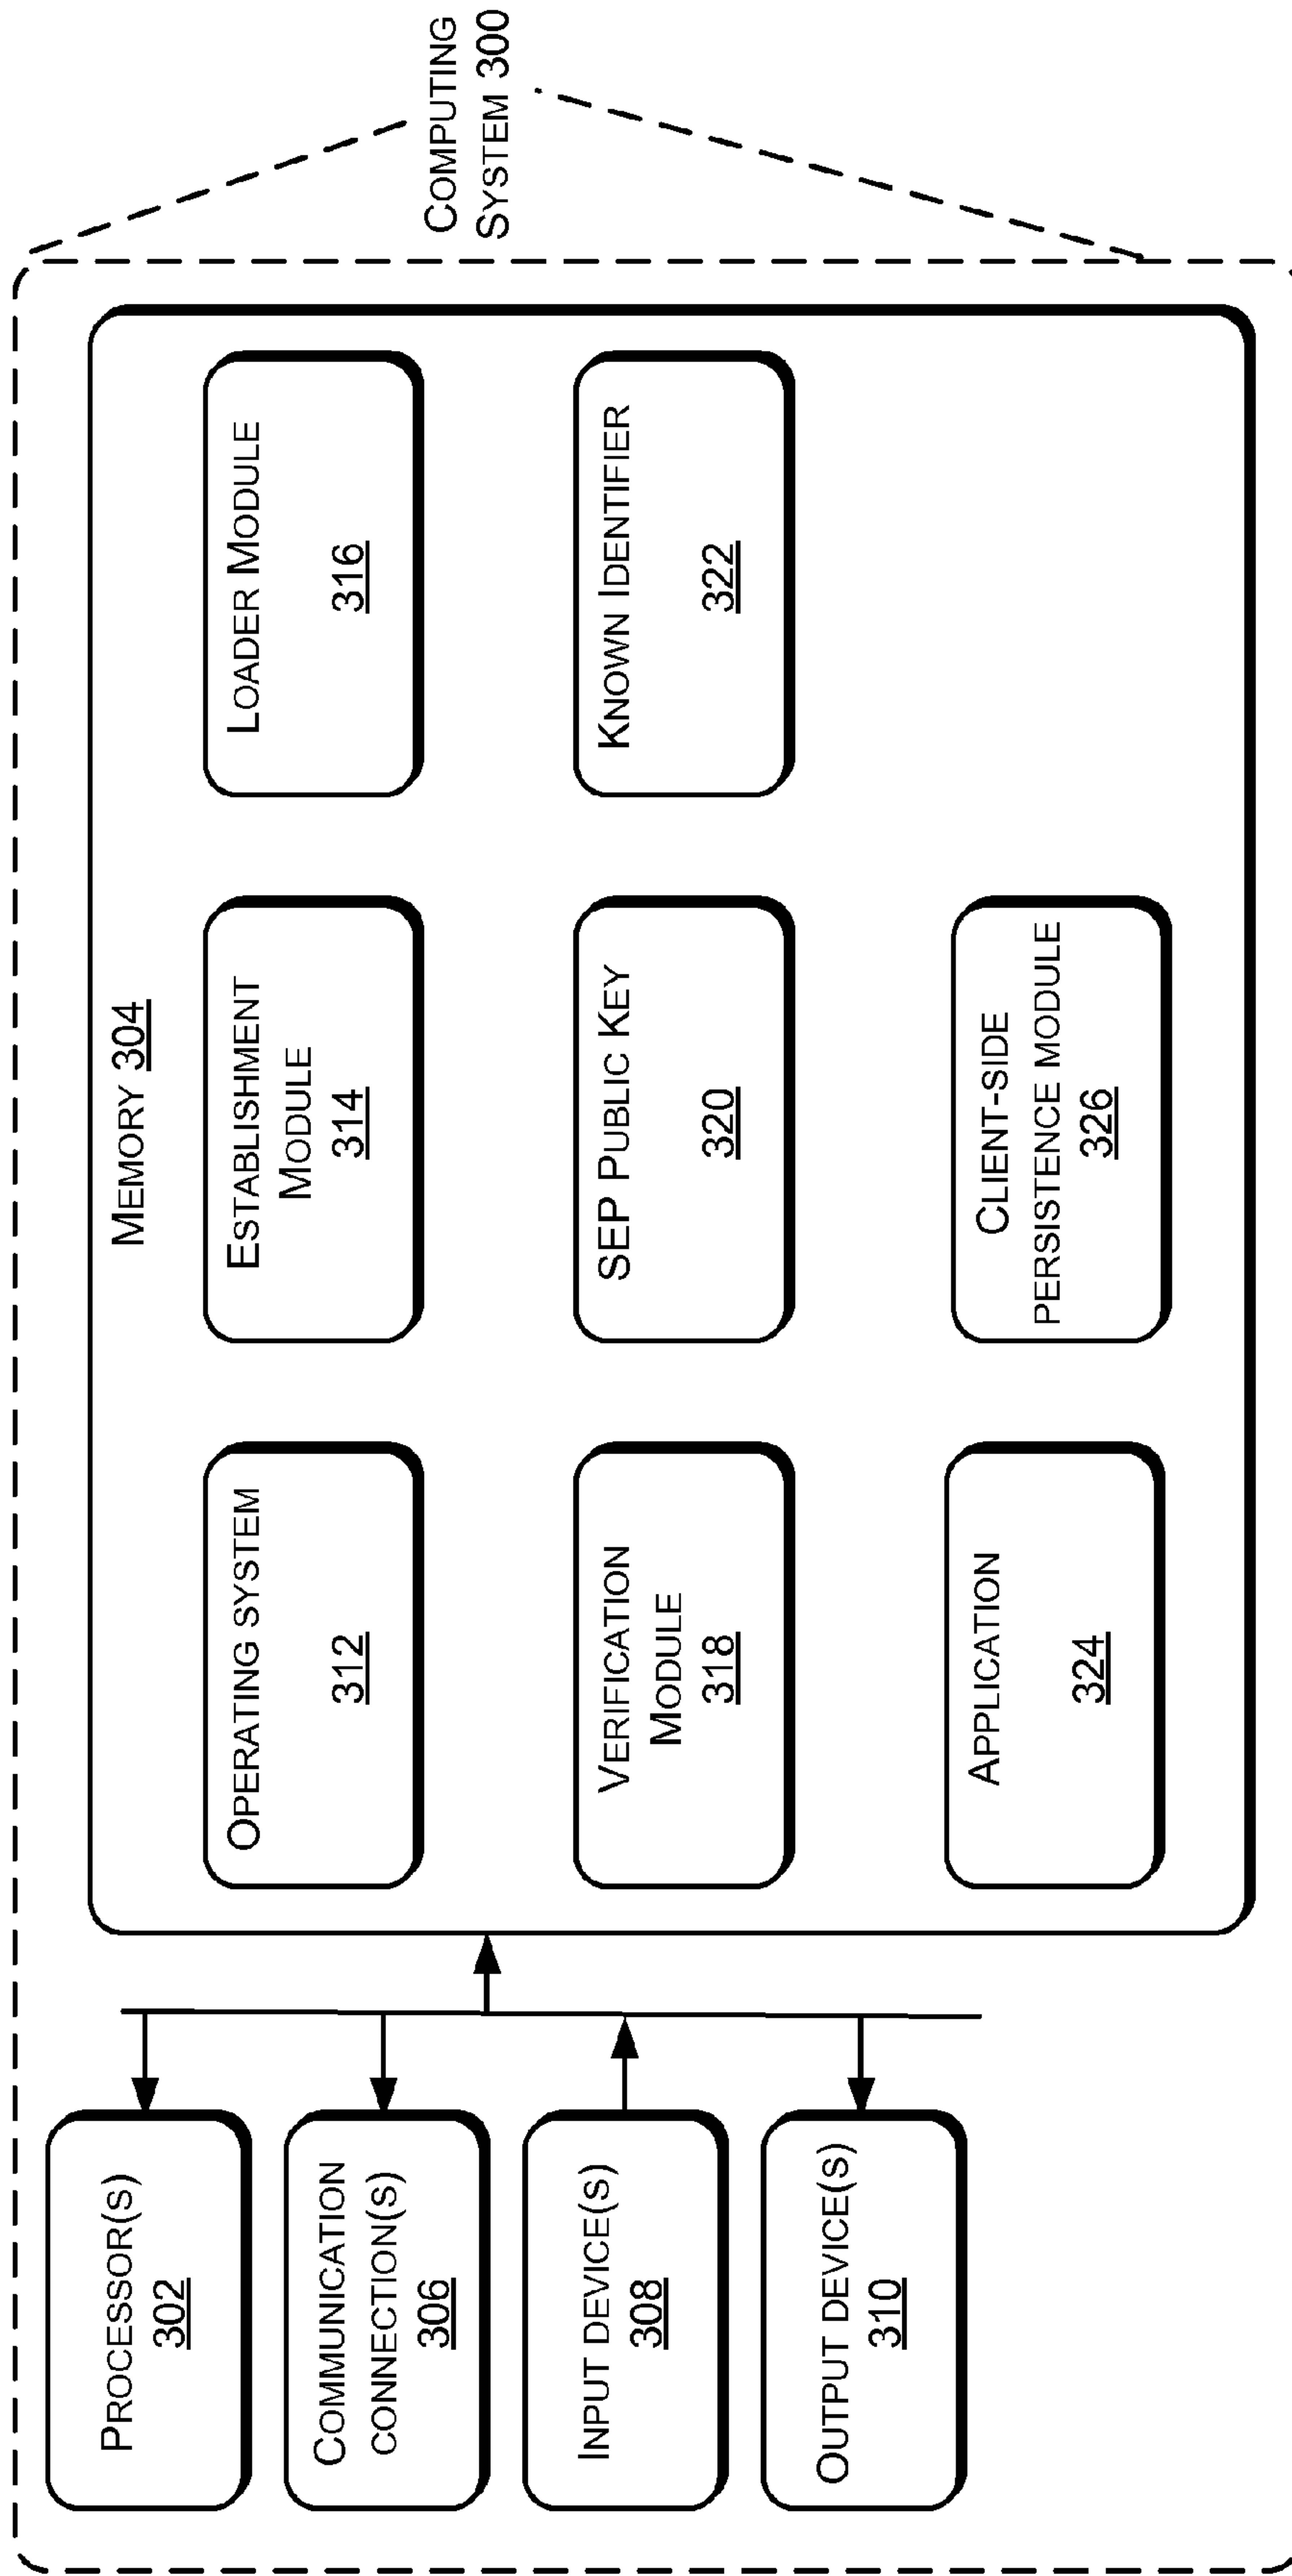 COMPUTING
SYSTEM 300
PROCESSOR(S)
302
COMMUNICATION
CONNECTION(S)
306
INPUT DEVICE(S)
308
OUTPUT DEVICE(S)
310
MEMORY 304
OPERATING SYSTEM
312
ESTABLISHMENT
MODULE
314
LOADER MODULE
316
VERIFICATION
MODULE
318
SEP PUBLIC KEY
320
KNOWN IDENTIFIER
322
APPLICATION
324
CLIENT-SIDE
PERSISTENCE MODULE
326